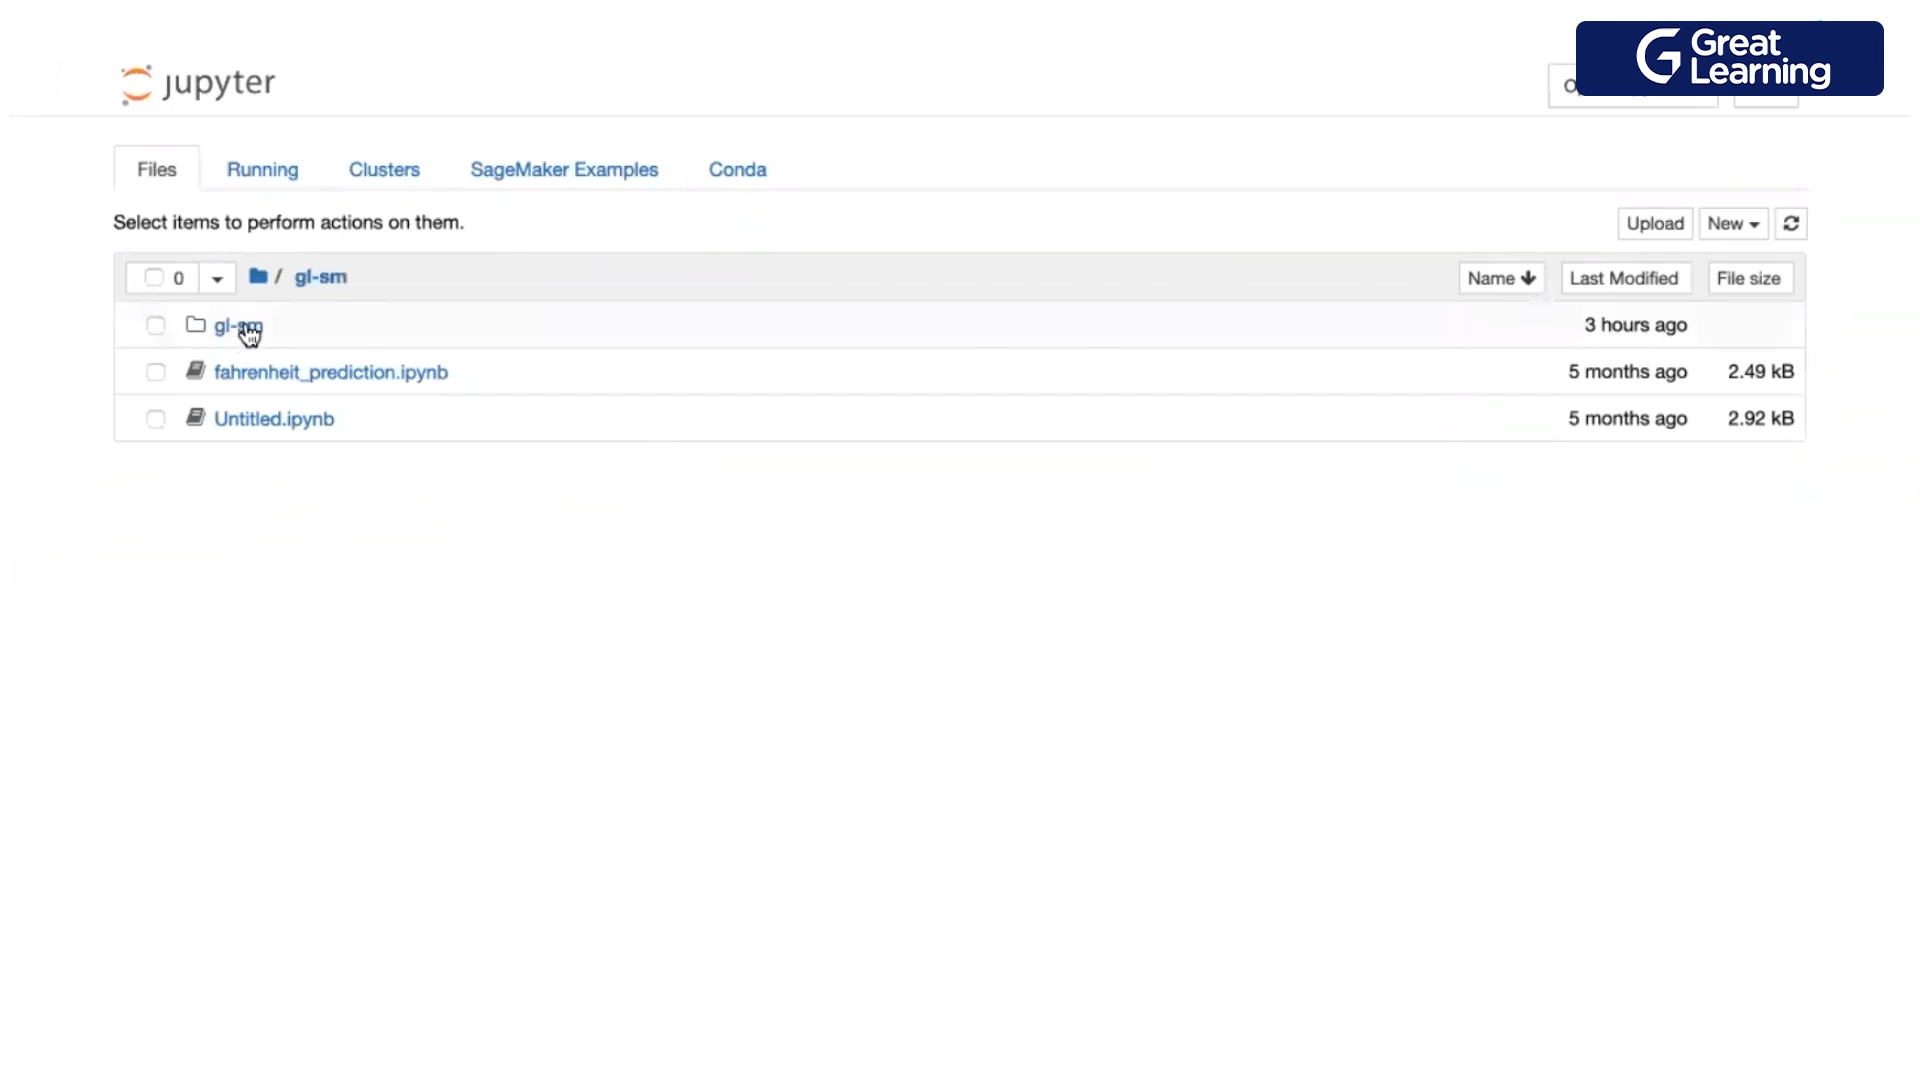 Great
Learning
jupyter
Files Running Clusters SageMaker Examples Conda
Select items to perform actions on them.
Upload New
0 / gl-sm Name Last Modified File size
gl-sm 3 hours ago
fahrenheit_prediction.ipynb 5 months ago 2.49 kB
Untitled.ipynb 5 months ago 2.92 kB